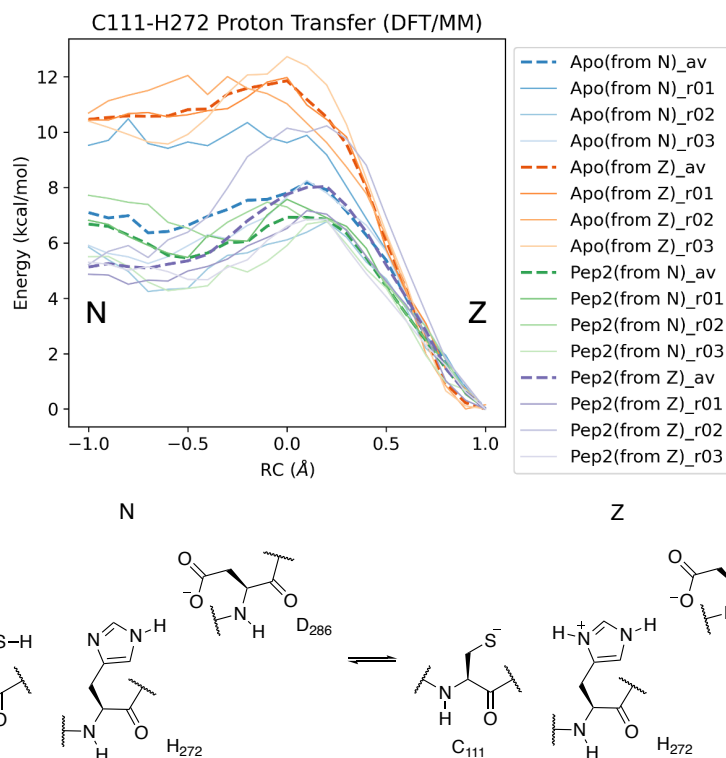 C111-H272 Proton Transfer (DFT/MM)
Energy (kcal/mol)
12
10
8
6
4
2
0
N
Z
−1.0
−0.5
0.0
0.5
1.0
RC (Å)
Apo(from N)_av
Apo(from N)_r01
Apo(from N)_r02
Apo(from N)_r03
Apo(from Z)_av
Apo(from Z)_r01
Apo(from Z)_r02
Apo(from Z)_r03
Pep2(from N)_av
Pep2(from N)_r01
Pep2(from N)_r02
Pep2(from N)_r03
Pep2(from Z)_av
Pep2(from Z)_r01
Pep2(from Z)_r02
Pep2(from Z)_r03
N
Z
O
−O
N
H
O
D286
S–H
N
N–H
N
H
O
H272
S−
N
H
O
C111
O
−O
H
N+
N–H
N
H
O
H272